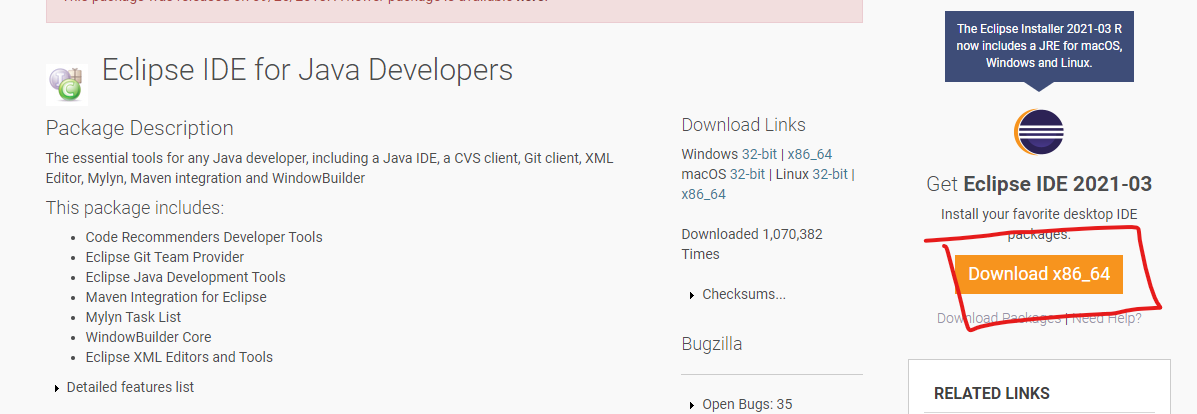 Eclipse IDE for Java Developers
Package Description
The essential tools for any Java developer, including a Java IDE, a CVS client, Git client, XML
Editor, Mylyn, Maven integration and WindowBuilder
This package includes:
Code Recommenders Developer Tools
Eclipse Git Team Provider
Eclipse Java Development Tools
Maven Integration for Eclipse
Mylyn Task List
WindowBuilder Core
Eclipse XML Editors and Tools
Detailed features list
Download Links
Windows 32-bit | x86_64
macOS 32-bit | Linux 32-bit |
x86_64
Downloaded 1,070,382
Times
Checksums...
Bugzilla
Open Bugs: 35
The Eclipse Installer 2021-03 R
now includes a JRE for macOS,
Windows and Linux.
Get Eclipse IDE 2021-03
Install your favorite desktop IDE
packages.
Download x86_64
Download Packages | Need Help?
RELATED LINKS